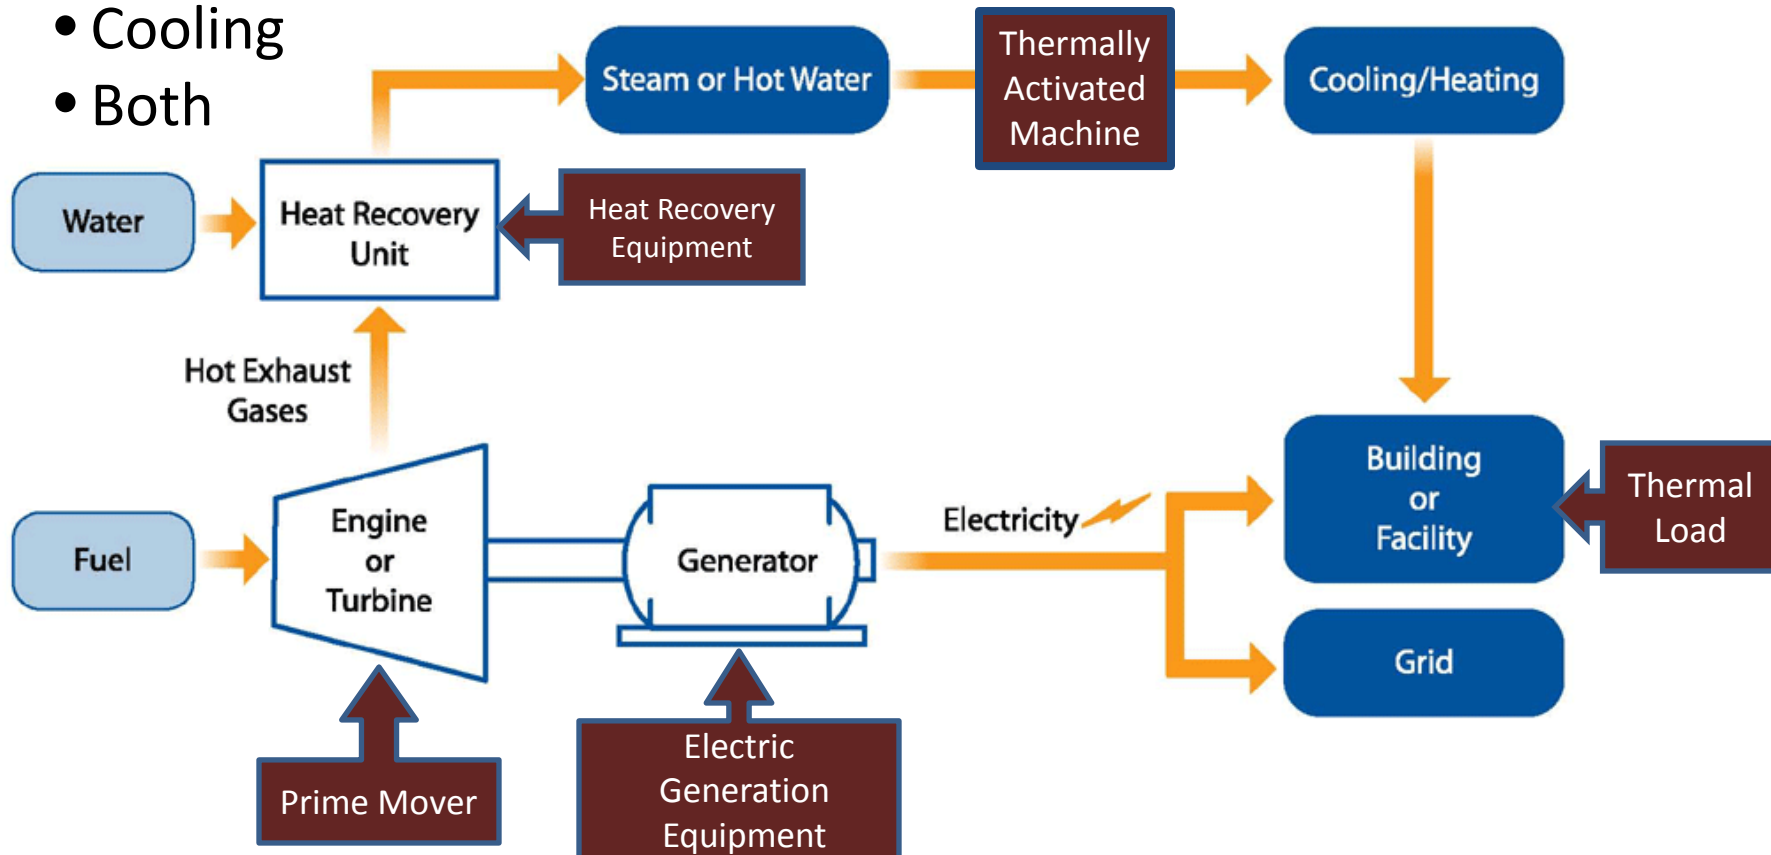 • Cooling
• Both
Steam or Hot Water
Thermally
Activated
Machine
Cooling/Heating
Water
Heat Recovery
Unit
Heat Recovery
Equipment
Hot Exhaust
Gases
Fuel
Engine
or
Turbine
Generator
Electricity
Building
or
Facility
Thermal
Load
Grid
Prime Mover
Electric
Generation
Equipment